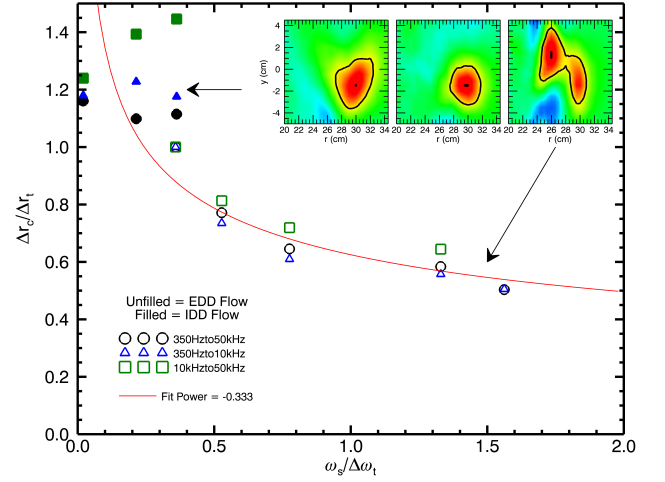 1.4
1.2
1.0
0.8
0.6
0.4
0.2
0.0
Δr_c/Δr_t
0.0 0.5 1.0 1.5 2.0
ω_s/Δω_t
4
2
0
−2
−4
y (cm)
20 22 24 26 28 30 32 34
r (cm)
20 22 24 26 28 30 32 34
r (cm)
20 22 24 26 28 30 32 34
r (cm)
Unfilled = EDD Flow
Filled = IDD Flow
350Hzto50kHz
350Hzto10kHz
10kHzto50kHz
Fit Power = -0.333